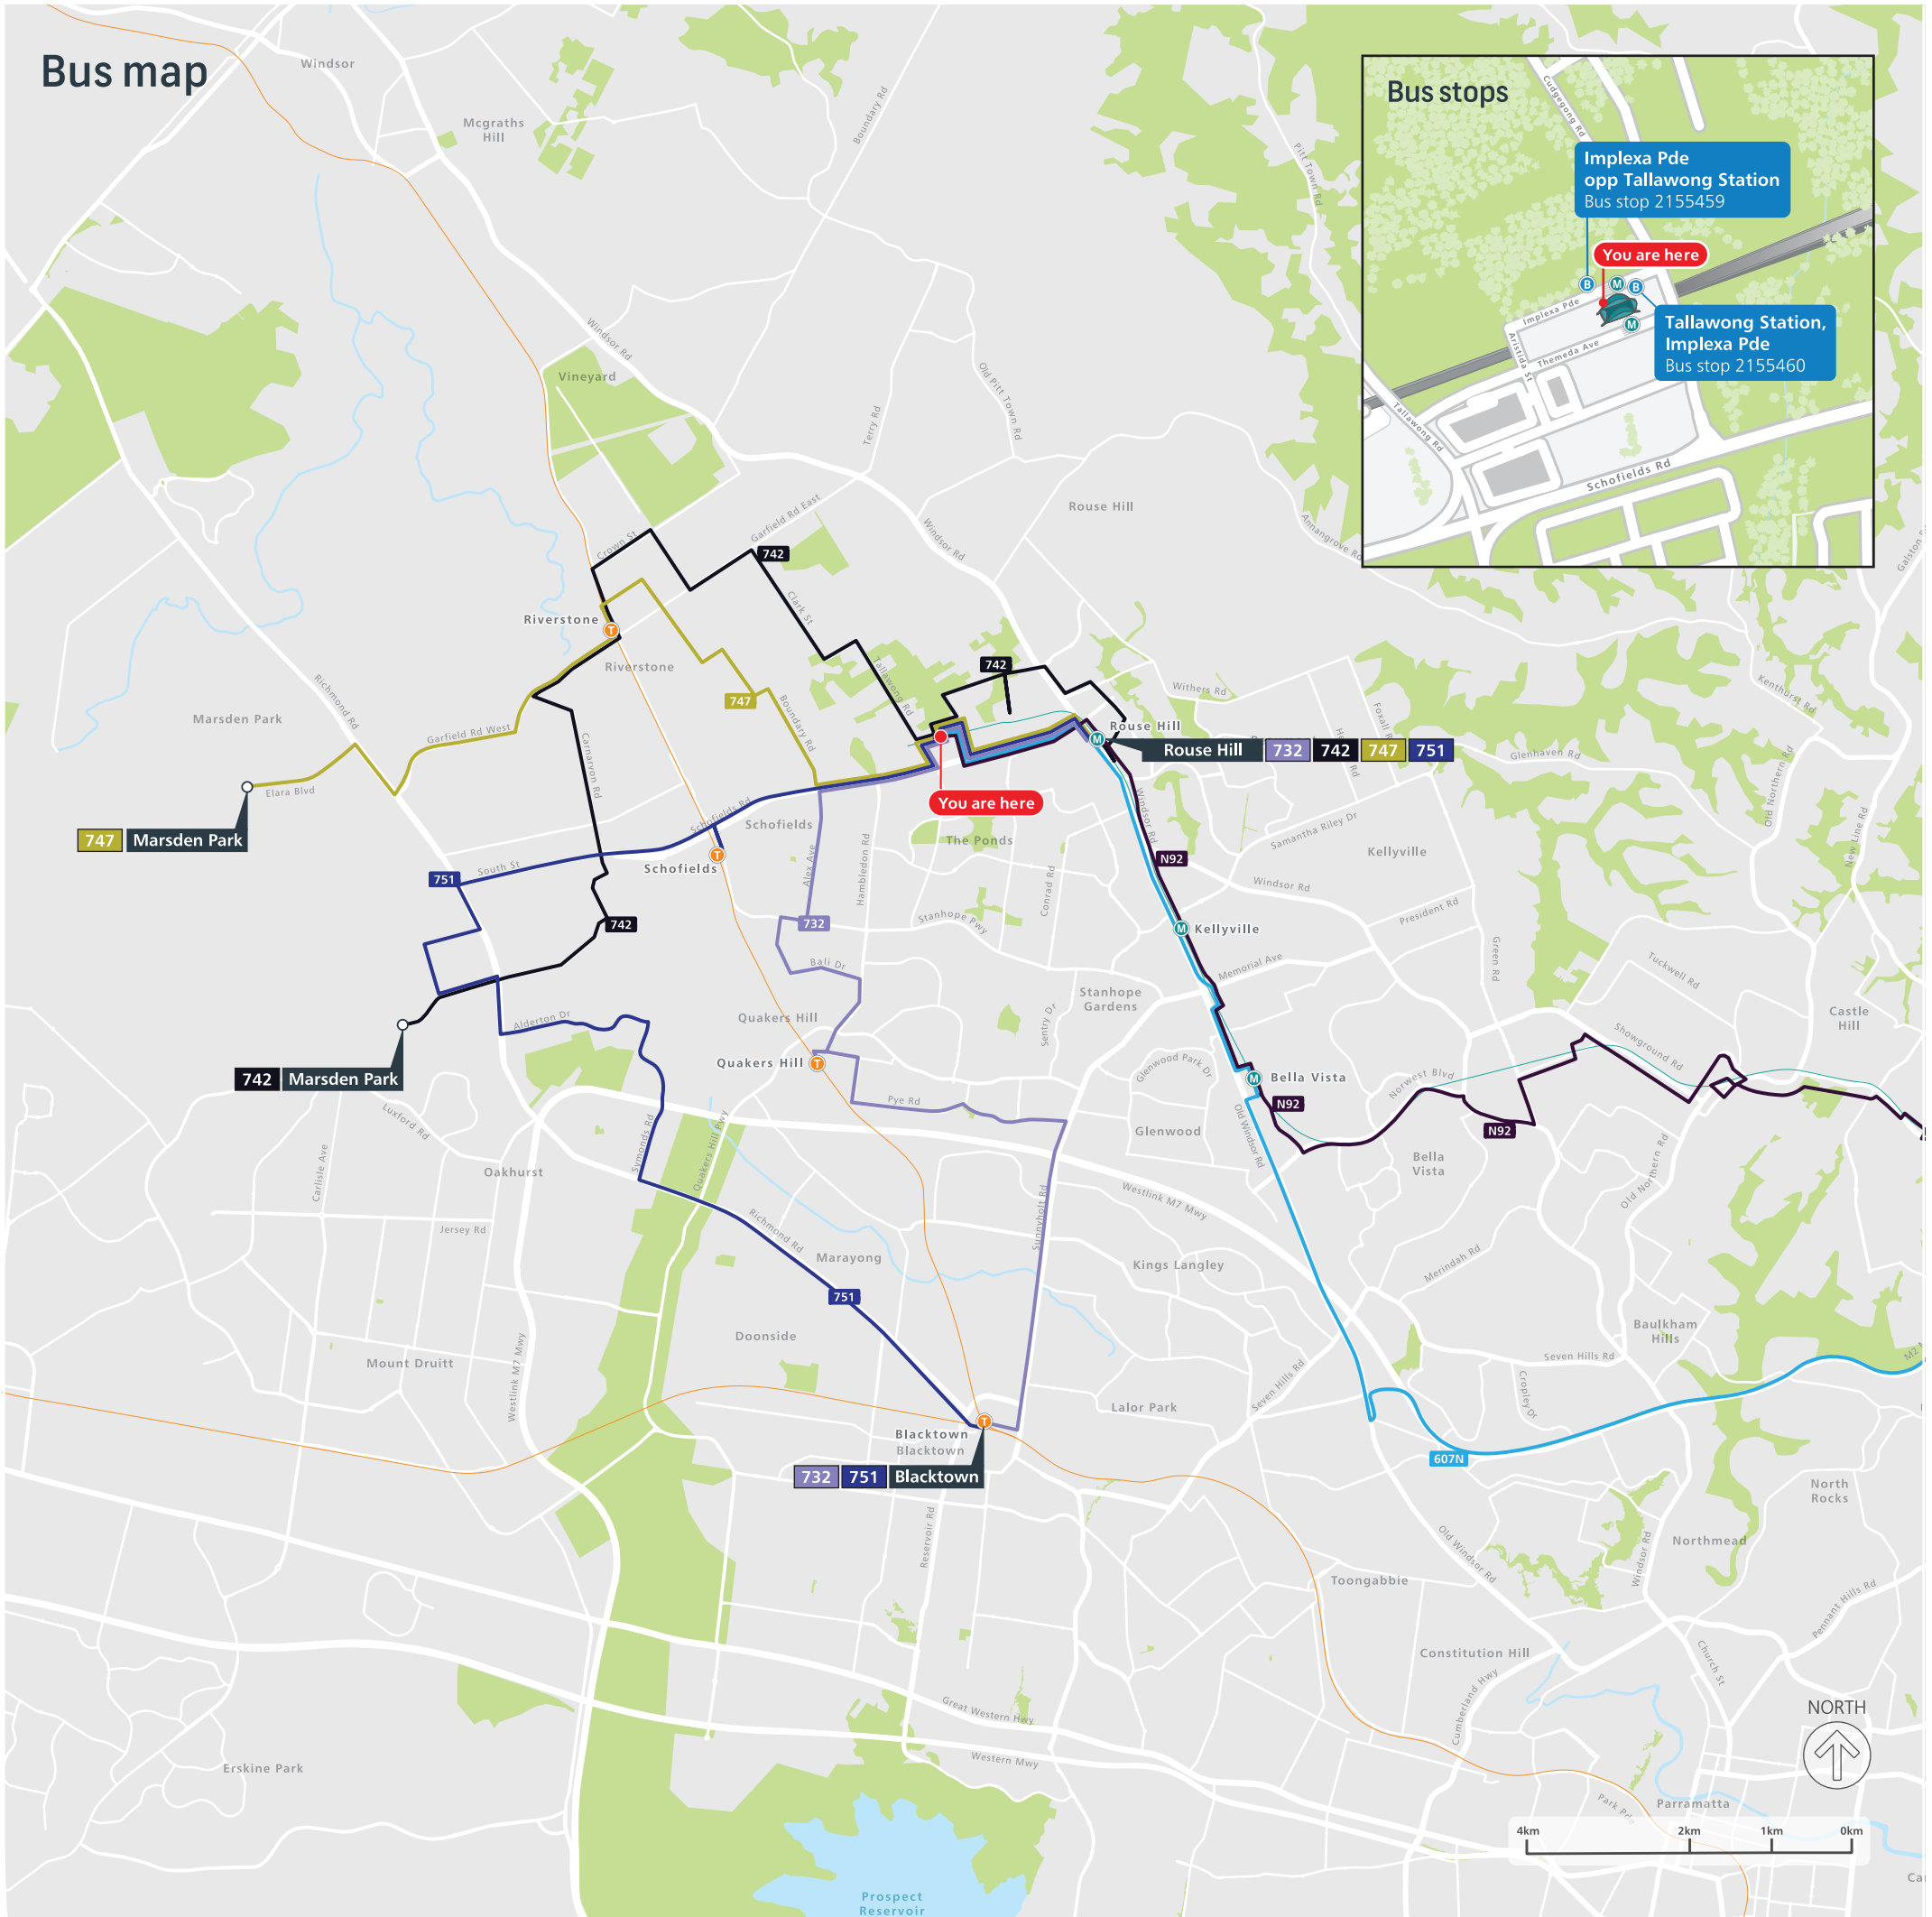 Bus map
Windsor
Mcgraths
Hill
Boundary Rd
Pitt Town Rd
Bus stops
Cudgegong Rd
Implexa Pde
opp Tallawong Station
Bus stop 2155459
You are here
B
M
B
M
Implexa Pde
Themeda Ave
Aristida St
Tallawong Station,
Implexa Pde
Bus stop 2155460
Tallawong Rd
Schofields Rd
Windsor Rd
Vineyard
Old Pitt Town Rd
Terry Rd
Garfield Rd East
Windsor Rd
Rouse Hill
Annangrove Rd
Crown St
742
Clark St
Riverstone
T
Riverstone
Richmond Rd
Marsden Park
747
Boundary Rd
Tallawong Rd
742
Withers Rd
Foxall Rd
Kenthurst Rd
Garfield Rd West
Carnarvon Rd
Rouse Hill
M
Rouse Hill
732
742
747
751
Glenhaven Rd
Old Northern Rd
Elara Blvd
747
Marsden Park
You are here
Windsor Rd
Samantha Riley Dr
Kellyville
New Line Rd
Schofields Rd
Schofields
The Ponds
Schofields
T
South St
751
Alex Ave
Hambledon Rd
Conrad Rd
N92
Windsor Rd
President Rd
742
732
Stanhope Pwy
M
Kellyville
Green Rd
Bali Dr
Memorial Ave
Tuckwell Rd
Stanhope
Gardens
Castle
Hill
Alderton Dr
Quakers Hill
Sentry Dr
Showground Rd
Quakers Hill
T
Glenwood Park Dr
M
Bella Vista
Norwest Blvd
742
Marsden Park
Luxford Rd
Pye Rd
N92
N92
Old Windsor Rd
Glenwood
Bella
Vista
Symonds Rd
Quakers Hill Pwy
Oakhurst
Carlisle Ave
Westlink M7 Mwy
Old Northern Rd
Jersey Rd
Richmond Rd
Sunnyholt Rd
Marayong
Kings Langley
Merindah Rd
751
Doonside
Baulkham
Hills
Mount Druitt
Westlink M7 Mwy
Seven Hills Rd
Seven Hills Rd
Cropley Dr
Lalor Park
T
Blacktown
Blacktown
732
751
Blacktown
607N
North
Rocks
Reservoir Rd
Old Windsor Rd
Windsor Rd
Northmead
Toongabbie
Pennant Hills Rd
Constitution Hill
Church St
Cumberland Hwy
Great Western Hwy
Western Mwy
Erskine Park
NORTH
Parramatta
4km
2km
1km
0km
Prospect
Reservoir